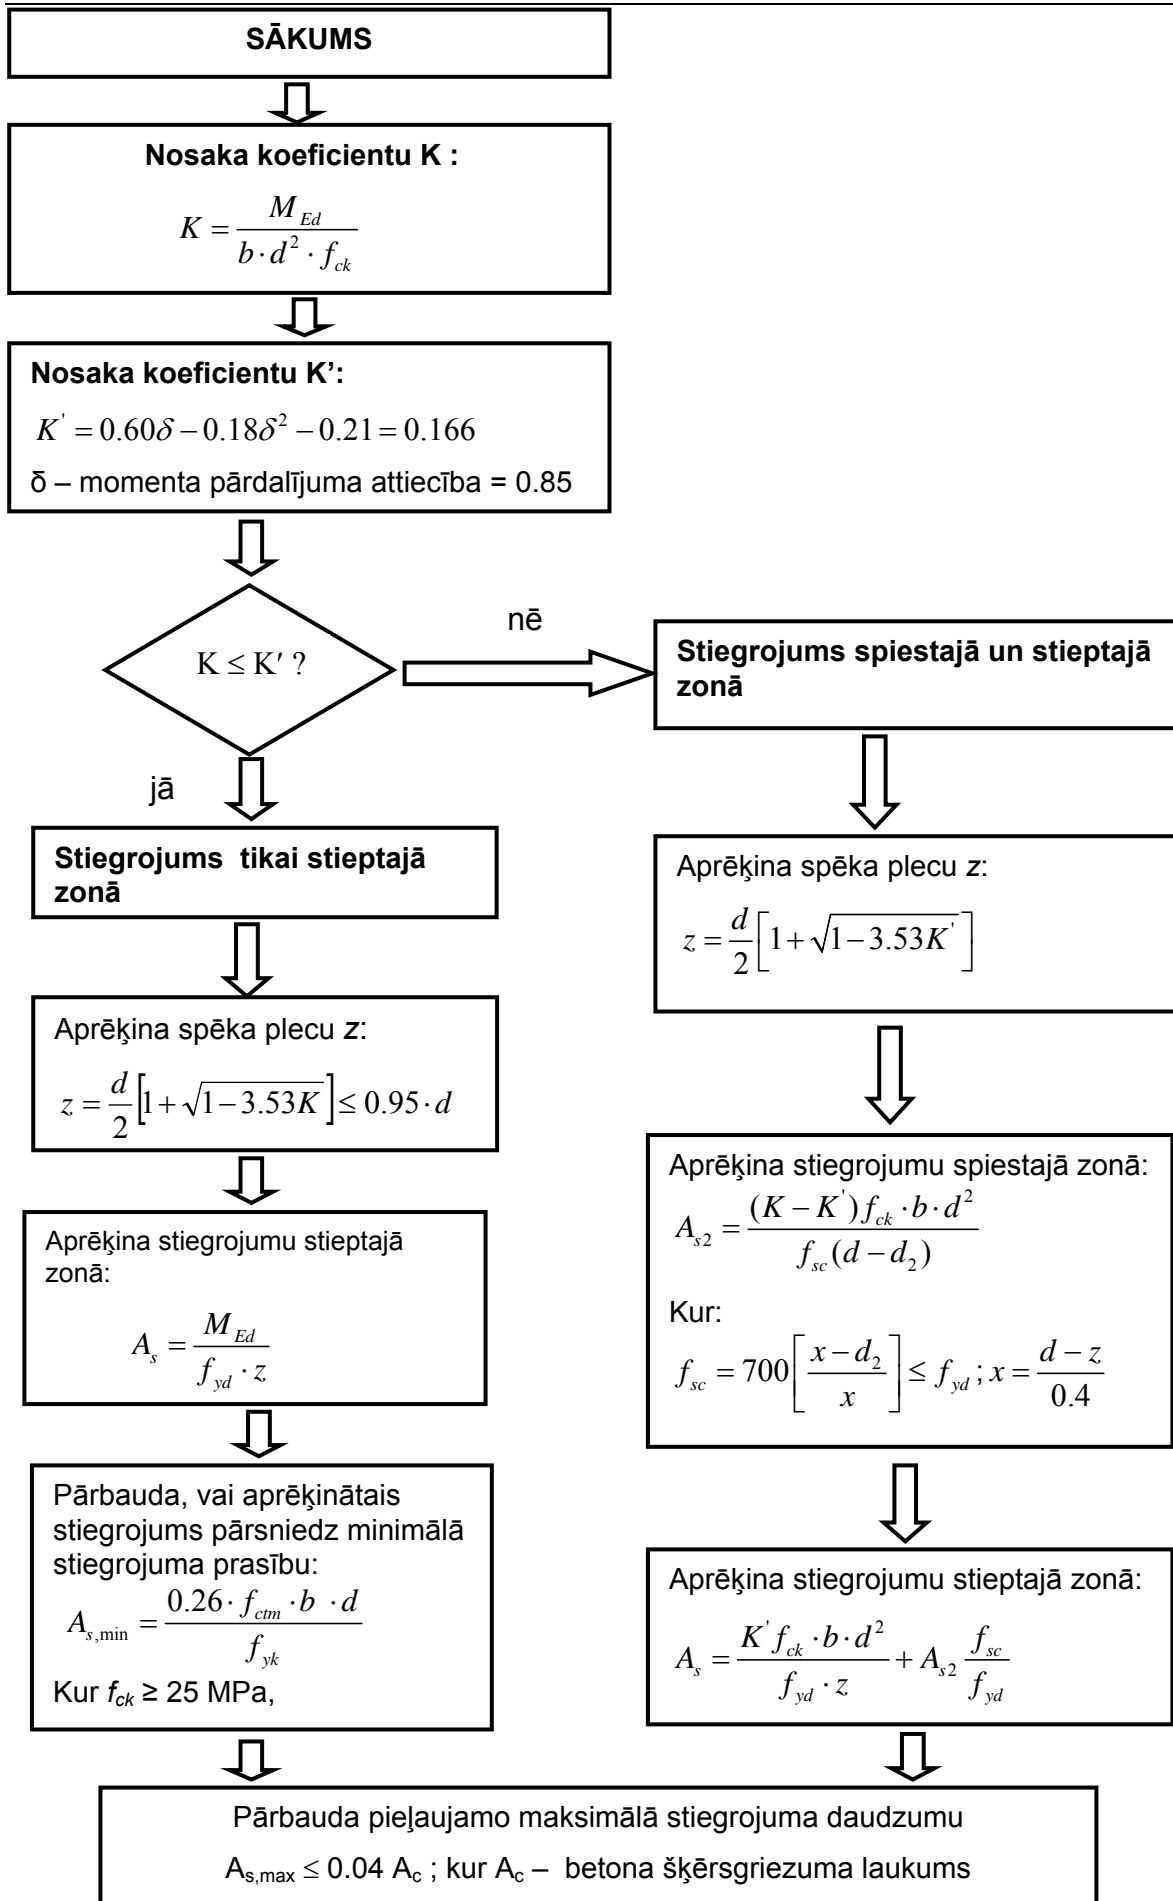 SĀKUMS
Nosaka koeficientu K :
K = M_Ed / (b · d² · f_ck)
Nosaka koeficientu K’:
K' = 0.60δ − 0.18δ² − 0.21 = 0.166
δ – momenta pārdalījuma attiecība = 0.85
K ≤ K′ ?
nē
jā
Stiegrojums tikai stieptajā
zonā
Aprēķina spēka plecu z:
z = d/2 [1 + √(1 − 3.53K)] ≤ 0.95 · d
Aprēķina stiegrojumu stieptajā
zonā:
A_s = M_Ed / (f_yd · z)
Pārbauda, vai aprēķinātais
stiegrojums pārsniedz minimālā
stiegrojuma prasību:
A_s,min = (0.26 · f_ctm · b · d) / f_yk
Kur f_ck ≥ 25 MPa,
Stiegrojums spiestajā un stieptajā
zonā
Aprēķina spēka plecu z:
z = d/2 [1 + √(1 − 3.53K')]
Aprēķina stiegrojumu spiestajā zonā:
A_s2 = ((K − K') f_ck · b · d²) / (f_sc (d − d_2))
Kur:
f_sc = 700 [(x − d_2) / x] ≤ f_yd ; x = (d − z) / 0.4
Aprēķina stiegrojumu stieptajā zonā:
A_s = (K' f_ck · b · d²) / (f_yd · z) + A_s2 f_sc / f_yd
Pārbauda pieļaujamo maksimālā stiegrojuma daudzumu
A_s,max ≤ 0.04 A_c ; kur A_c – betona šķērsgriezuma laukums